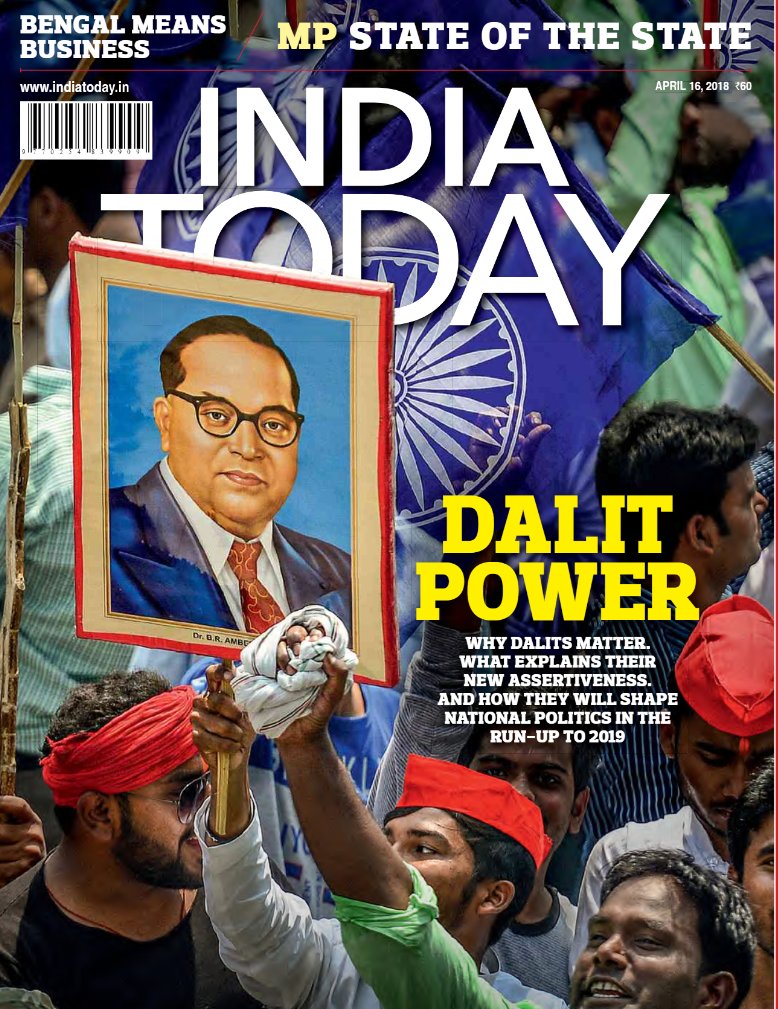 BENGAL MEANS
BUSINESS
MP STATE OF THE STATE
www.indiatoday.in
APRIL 16, 2018 ₹60
INDIA
TODAY
Dr. B.R. AMBE
DALIT
POWER
WHY DALITS MATTER.
WHAT EXPLAINS THEIR
NEW ASSERTIVENESS.
AND HOW THEY WILL SHAPE
NATIONAL POLITICS IN THE
RUN-UP TO 2019